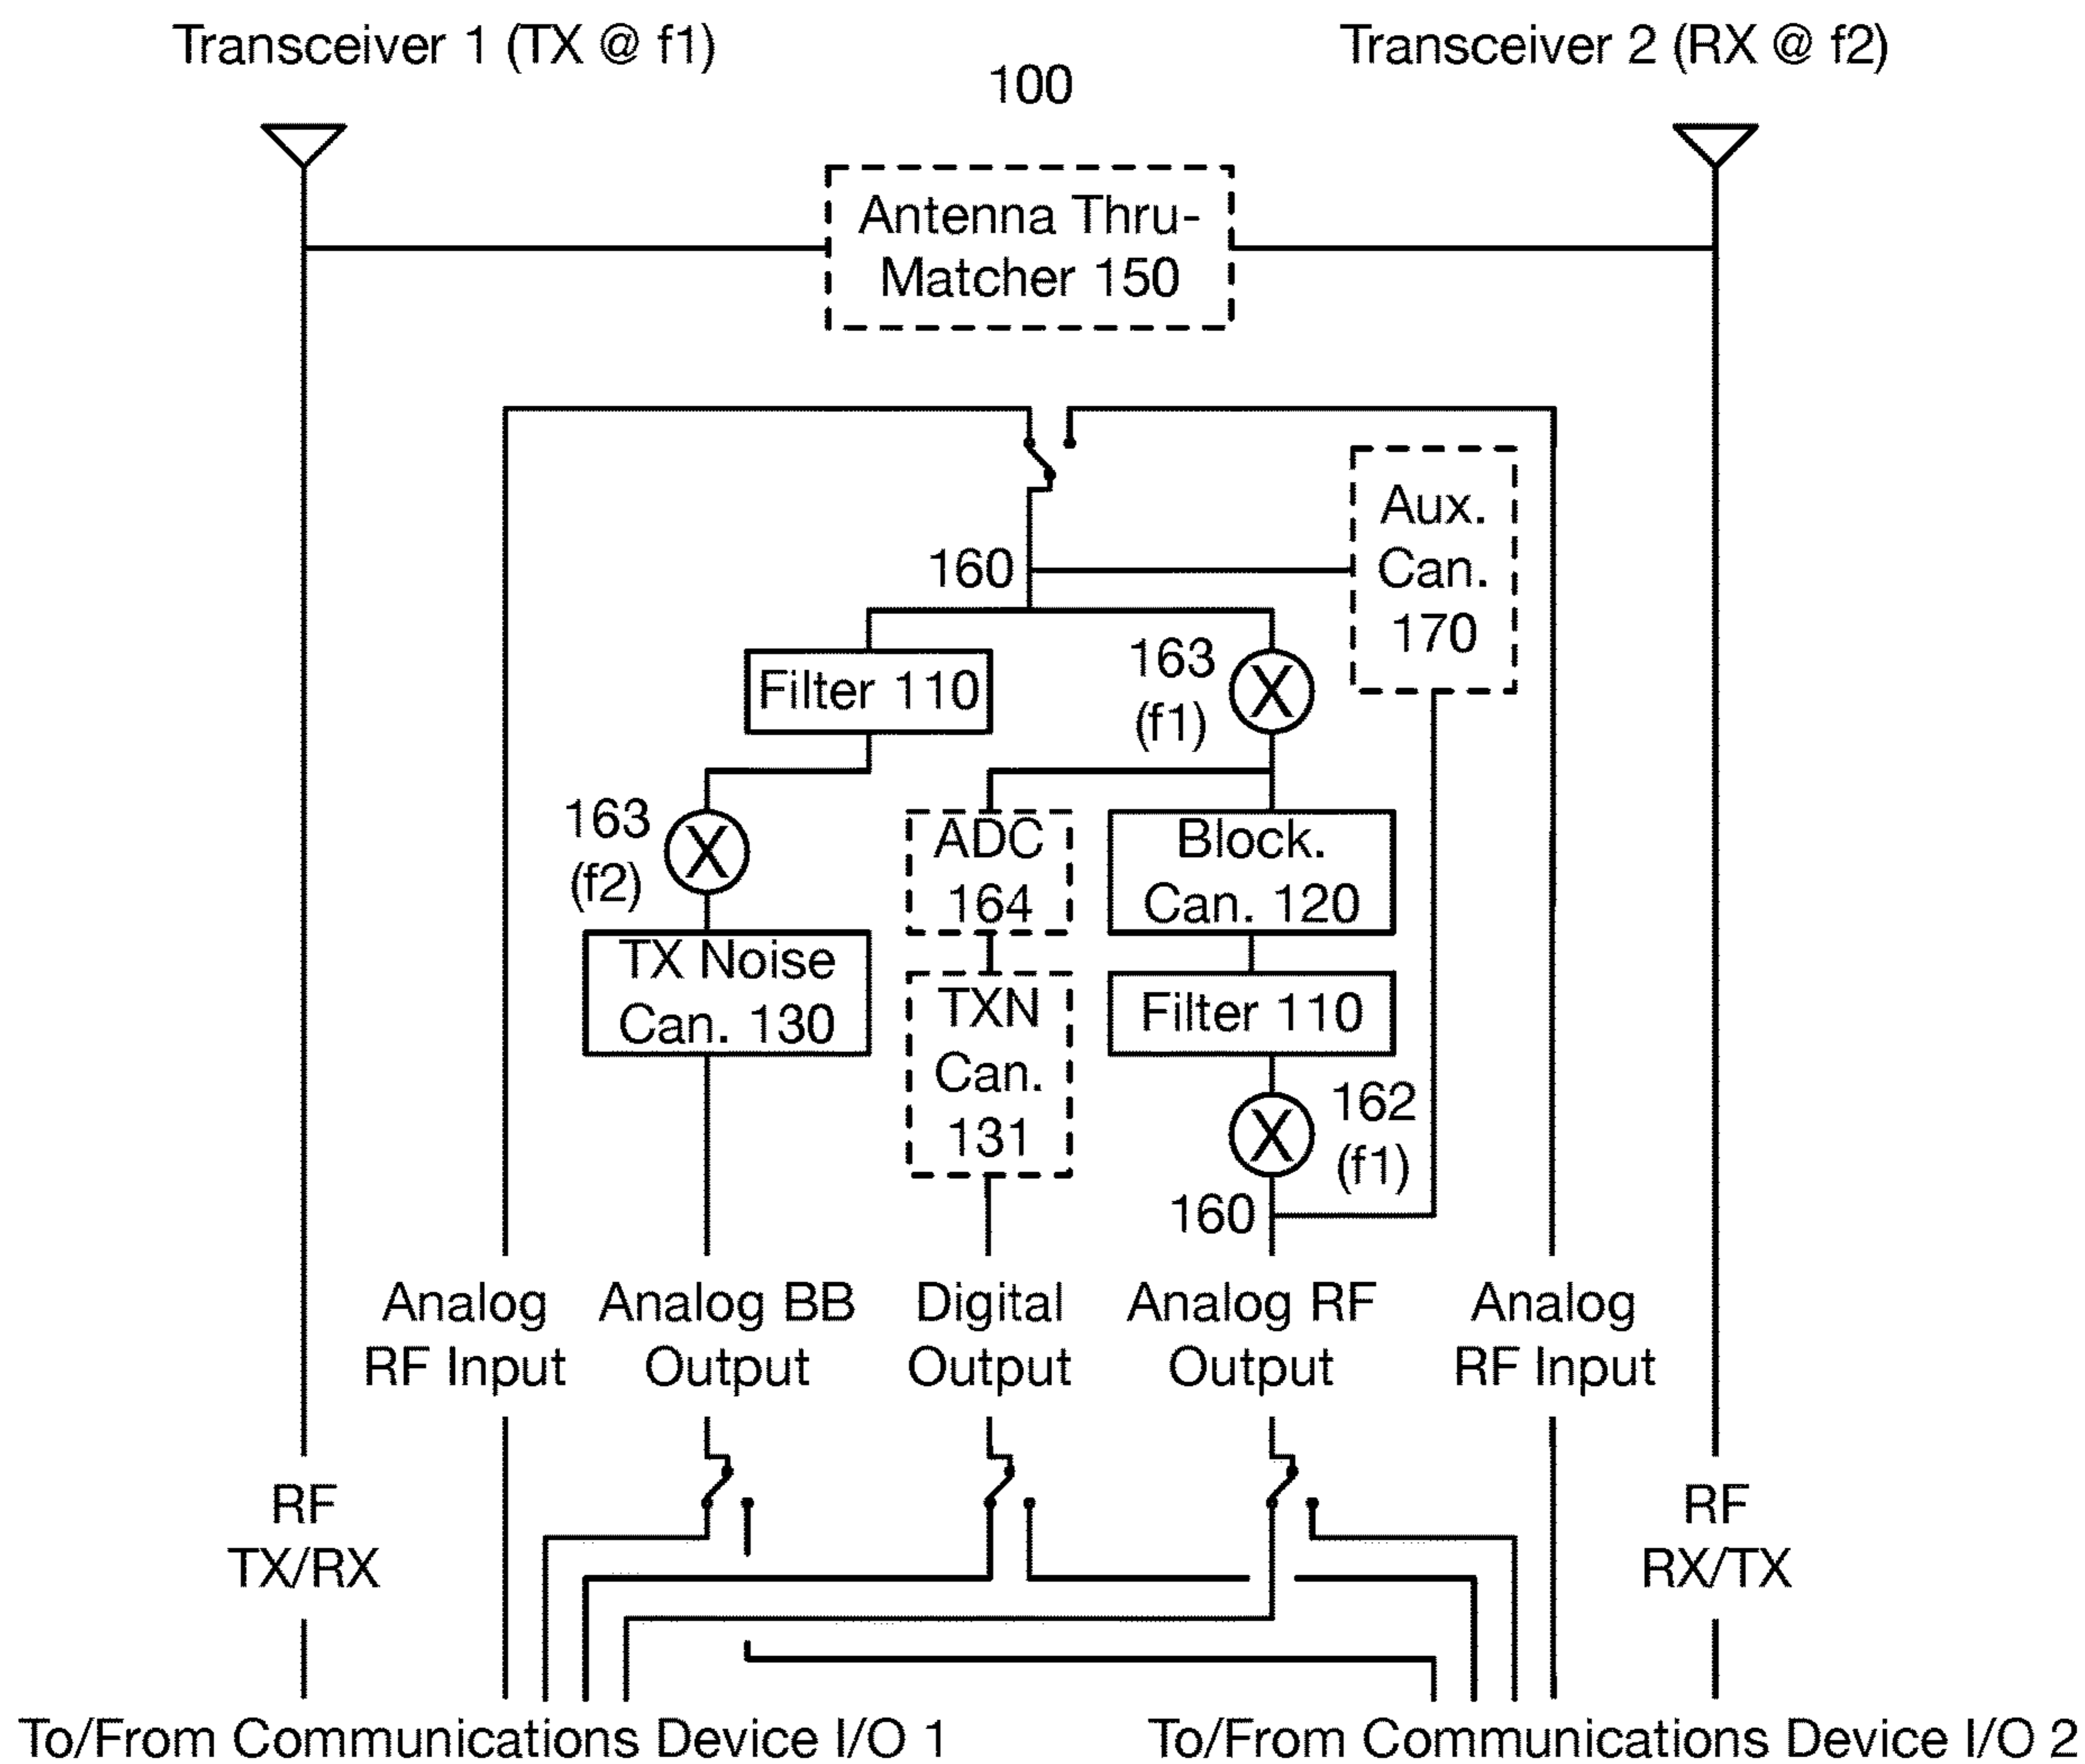 Transceiver 1 (TX @ f1)
Transceiver 2 (RX @ f2)
100
Antenna Thru-
Matcher 150
Aux.
Can.
170
160
163
(f1)
Filter 110
163
(f2)
ADC
164
Block.
Can. 120
TX Noise
Can. 130
TXN
Can.
131
Filter 110
162
(f1)
160
Analog
RF Input
Analog BB
Output
Digital
Output
Analog RF
Output
Analog
RF Input
RF
TX/RX
RF
RX/TX
X
X
X
To/From Communications Device I/O 1
To/From Communications Device I/O 2